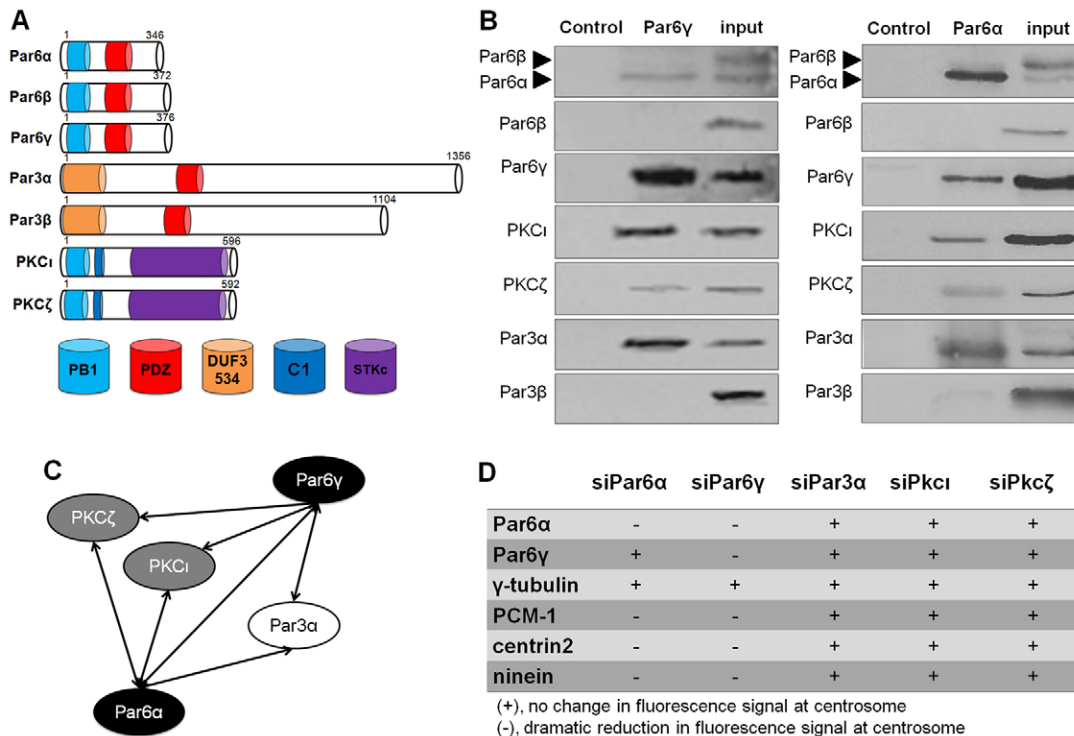 A
1 346
Par6α
1 372
Par6β
1 376
Par6γ
1 1356
Par3α
1 1104
Par3β
1 596
PKCι
1 592
PKCζ
PB1 PDZ DUF3 534 C1 STKc
B
Control Par6γ input
Par6β
Par6α
Par6β
Par6γ
PKCι
PKCζ
Par3α
Par3β
Control Par6α input
Par6β
Par6α
Par6β
Par6γ
PKCι
PKCζ
Par3α
Par3β
C
Par6γ
PKCζ
PKCι
Par3α
Par6α
D
siPar6α siPar6γ siPar3α siPkcι siPkcζ
Par6α - - + + +
Par6γ + - + + +
γ-tubulin + + + + +
PCM-1 - - + + +
centrin2 - - + + +
ninein - - + + +
(+), no change in fluorescence signal at centrosome
(-), dramatic reduction in fluorescence signal at centrosome